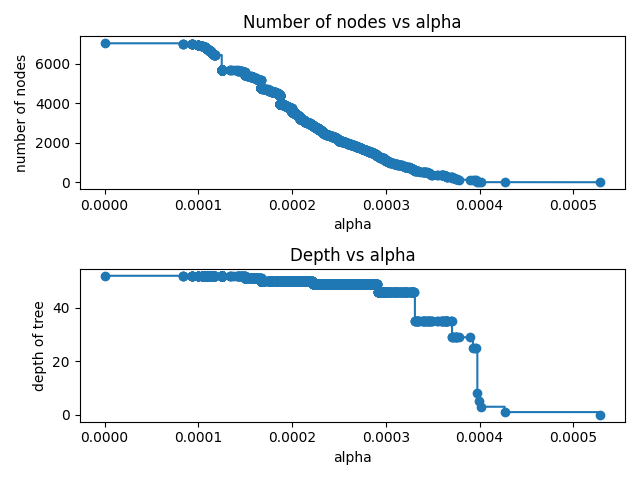 Number of nodes vs alpha
number of nodes
6000
4000
2000
0
0.0000 0.0001 0.0002 0.0003 0.0004 0.0005
alpha
Depth vs alpha
depth of tree
40
20
0
0.0000 0.0001 0.0002 0.0003 0.0004 0.0005
alpha